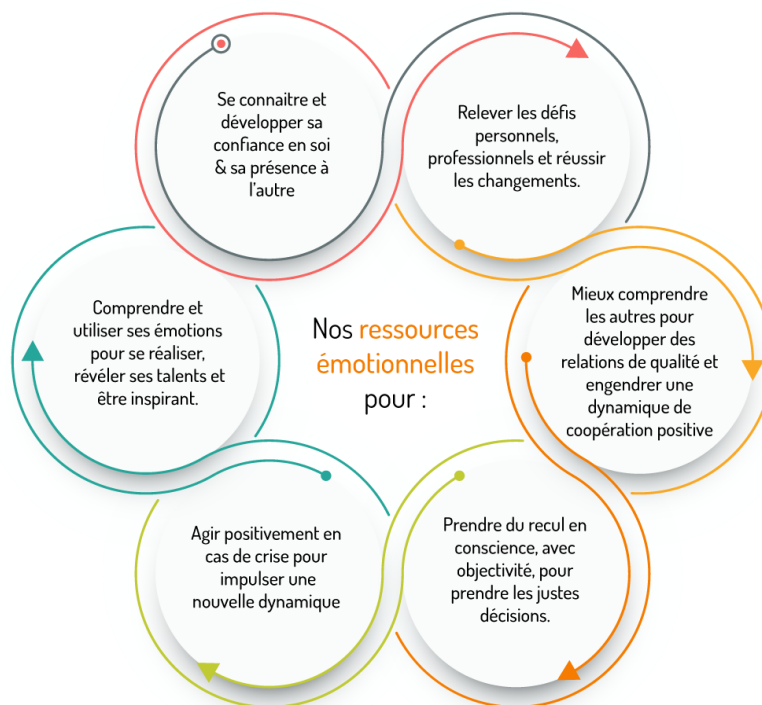 Se connaitre et
développer sa
confiance en soi
& sa présence à
l'autre
Relever les défis
personnels,
professionnels et réussir
les changements.
Mieux comprendre
les autres pour
développer des
relations de qualité et
engendrer une
dynamique de
coopération positive
Prendre du recul en
conscience, avec
objectivité, pour
prendre les justes
décisions.
Agir positivement en
cas de crise pour
impulser une
nouvelle dynamique
Comprendre et
utiliser ses émotions
pour se réaliser,
révéler ses talents et
être inspirant.
Nos ressources
émotionnelles
pour :